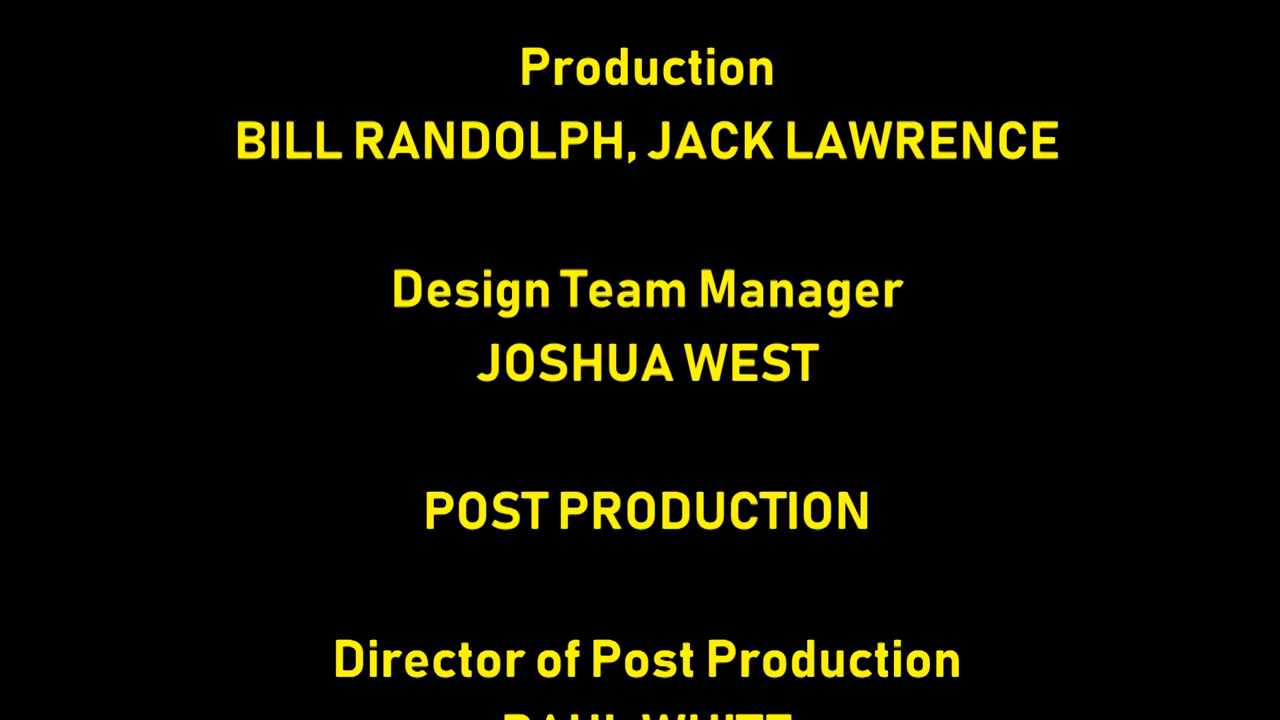 Production
BILL RANDOLPH, JACK LAWRENCE
Design Team Manager
JOSHUA WEST
POST PRODUCTION
Director of Post Production